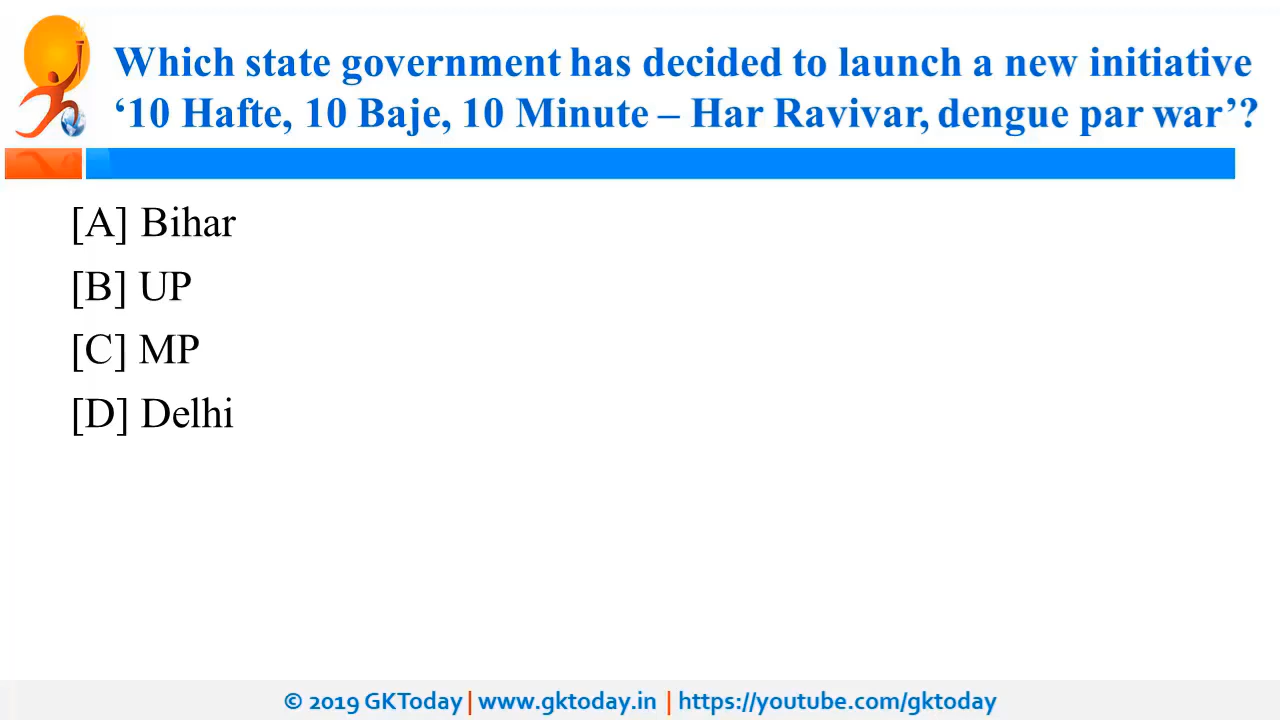 Which state government has decided to launch a new initiative
‘10 Hafte, 10 Baje, 10 Minute – Har Ravivar, dengue par war’?
[A] Bihar
[B] UP
[C] MP
[D] Delhi
© 2019 GKToday | www.gktoday.in | https://youtube.com/gktoday